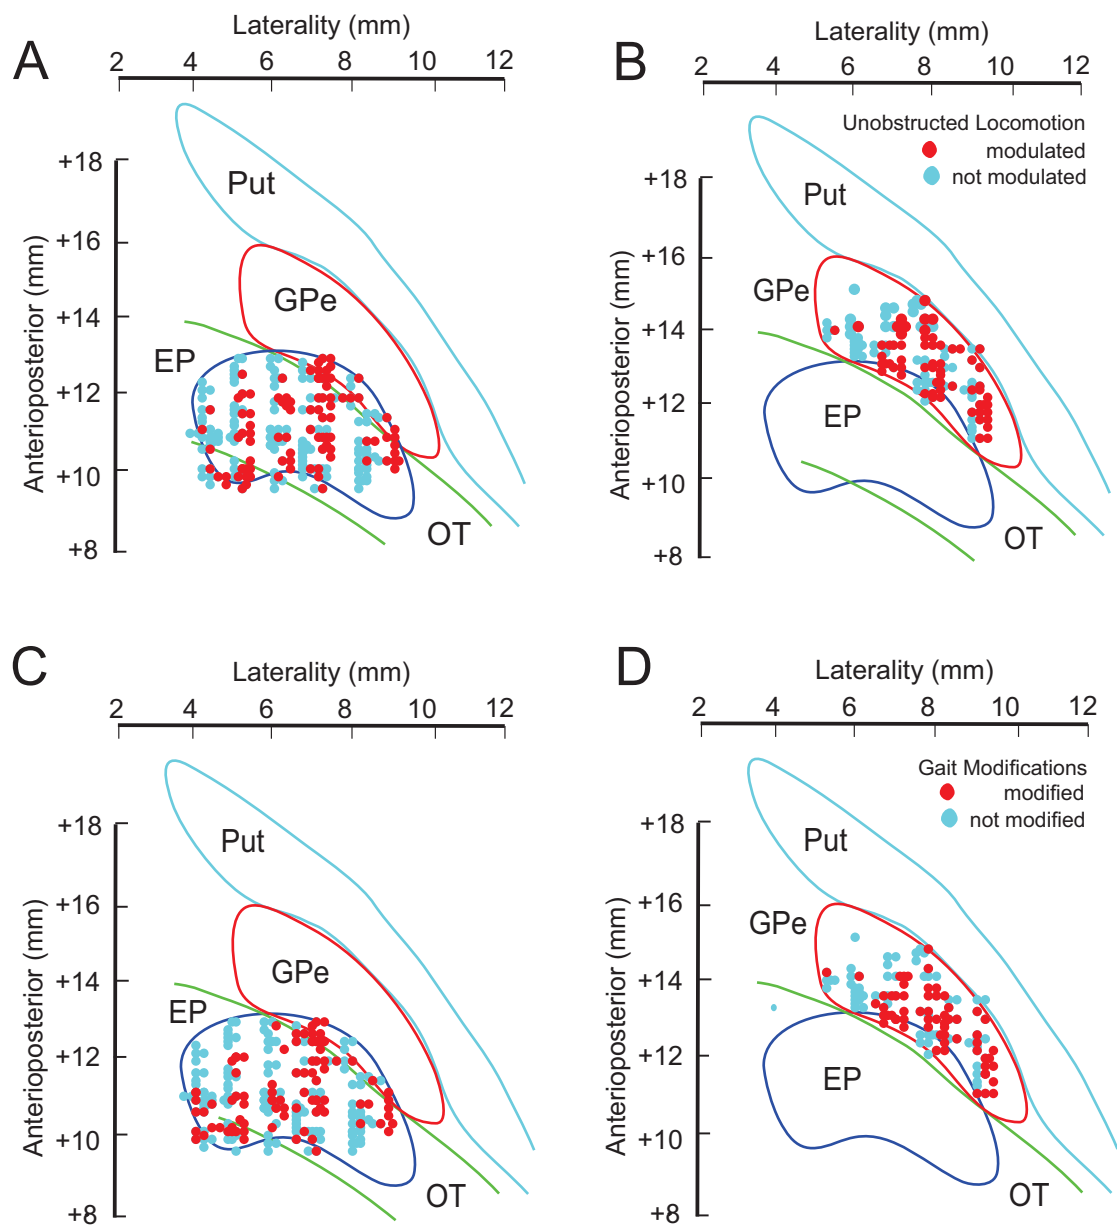 A
Laterality (mm)
2 4 6 8 10 12
Anterioposterior (mm)
+18
+16
+14
+12
+10
+8
Put
GPe
EP
OT
B
Laterality (mm)
2 4 6 8 10 12
Unobstructed Locomotion
modulated
not modulated
Anterioposterior (mm)
+18
+16
+14
+12
+10
+8
Put
GPe
EP
OT
C
Laterality (mm)
2 4 6 8 10 12
Anterioposterior (mm)
+18
+16
+14
+12
+10
+8
Put
GPe
EP
OT
D
Laterality (mm)
2 4 6 8 10 12
Gait Modifications
modified
not modified
Anterioposterior (mm)
+18
+16
+14
+12
+10
+8
Put
GPe
EP
OT